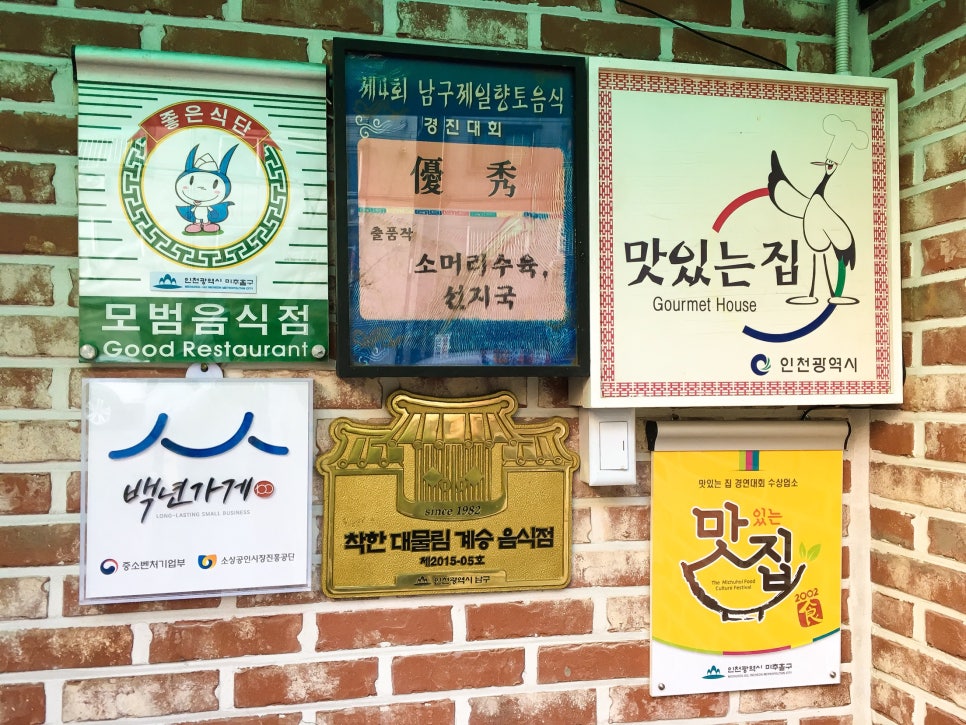 좋은식단
인천광역시 미추홀구
모범음식점
Good Restaurant
제4회 남구제일향토음식
경진대회
優秀
출품작
소머리수육,
선지국
맛있는집
Gourmet House
인천광역시
백년가게
LONG-LASTING SMALL BUSINESS
중소벤처기업부 소상공인시장진흥공단
since 1982
착한 대물림 계승 음식점
제2015-05호
인천광역시 남구
맛있는 집 경연대회 수상업소
맛있는
집
The Michuhol Food
Culture Festival
2002
食
인천광역시 미추홀구